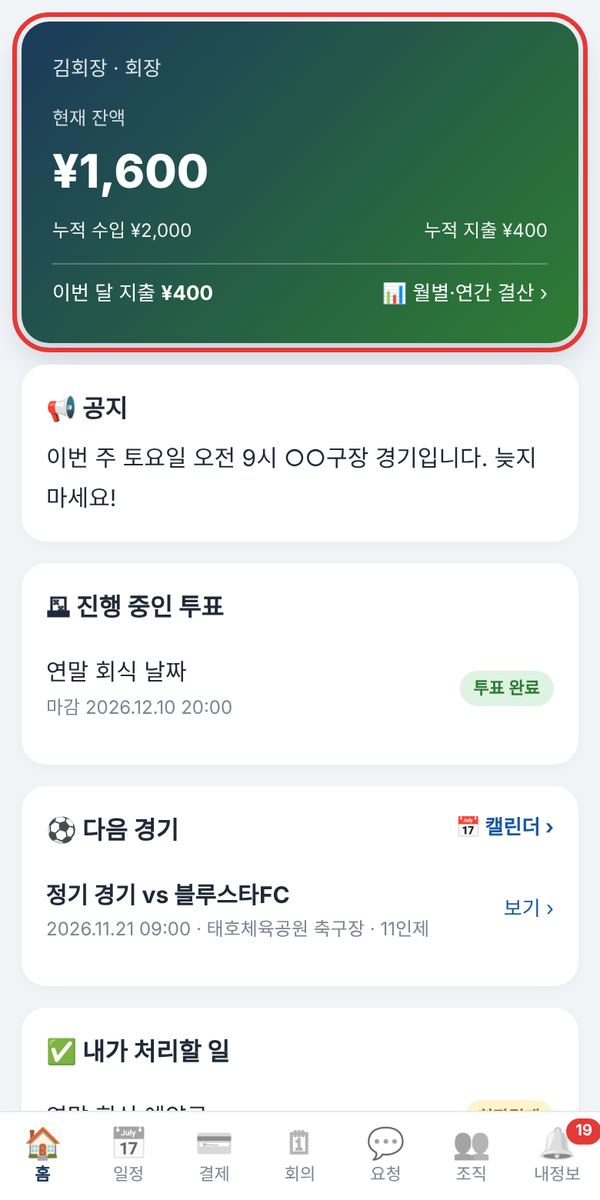 김회장 · 회장
현재 잔액
¥1,600
누적 수입 ¥2,000
누적 지출 ¥400
이번 달 지출 ¥400
📊 월별·연간 결산 ›
📢 공지
이번 주 토요일 오전 9시 ○○구장 경기입니다. 늦지
마세요!
🗳 진행 중인 투표
연말 회식 날짜
투표 완료
마감 2026.12.10 20:00
⚽ 다음 경기
📅 캘린더 ›
정기 경기 vs 블루스타FC
보기 ›
2026.11.21 09:00 · 태호체육공원 축구장 · 11인제
✅ 내가 처리할 일
홈
일정
결제
회의
요청
조직
내정보
19